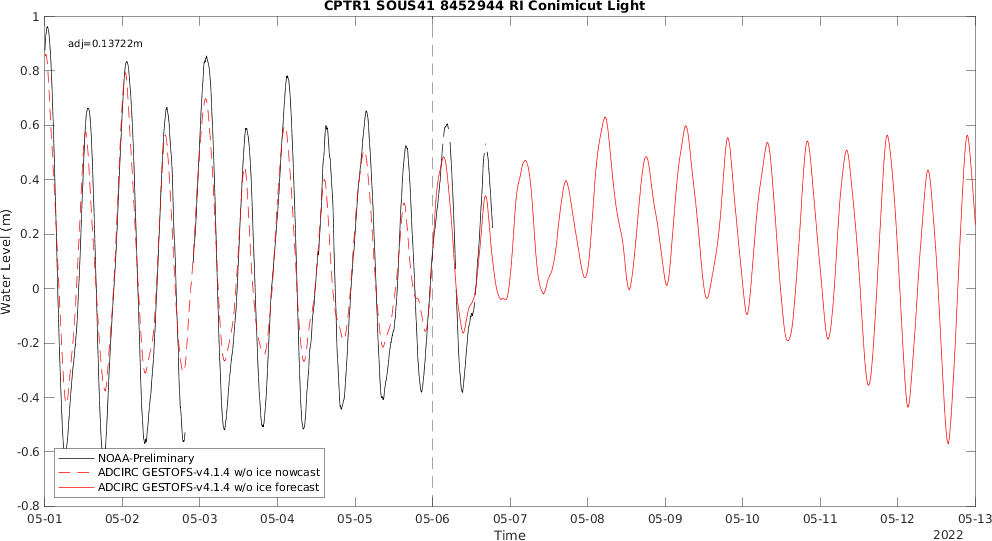 CPTR1 SOUS41 8452944 RI Conimicut Light
adj=0.13722m
1
0.8
0.6
0.4
0.2
0
-0.2
-0.4
-0.6
-0.8
Water Level (m)
NOAA-Preliminary
ADCIRC GESTOFS-v4.1.4 w/o ice nowcast
ADCIRC GESTOFS-v4.1.4 w/o ice forecast
05-01 05-02 05-03 05-04 05-05 05-06 05-07 05-08 05-09 05-10 05-11 05-12 05-13
Time
2022